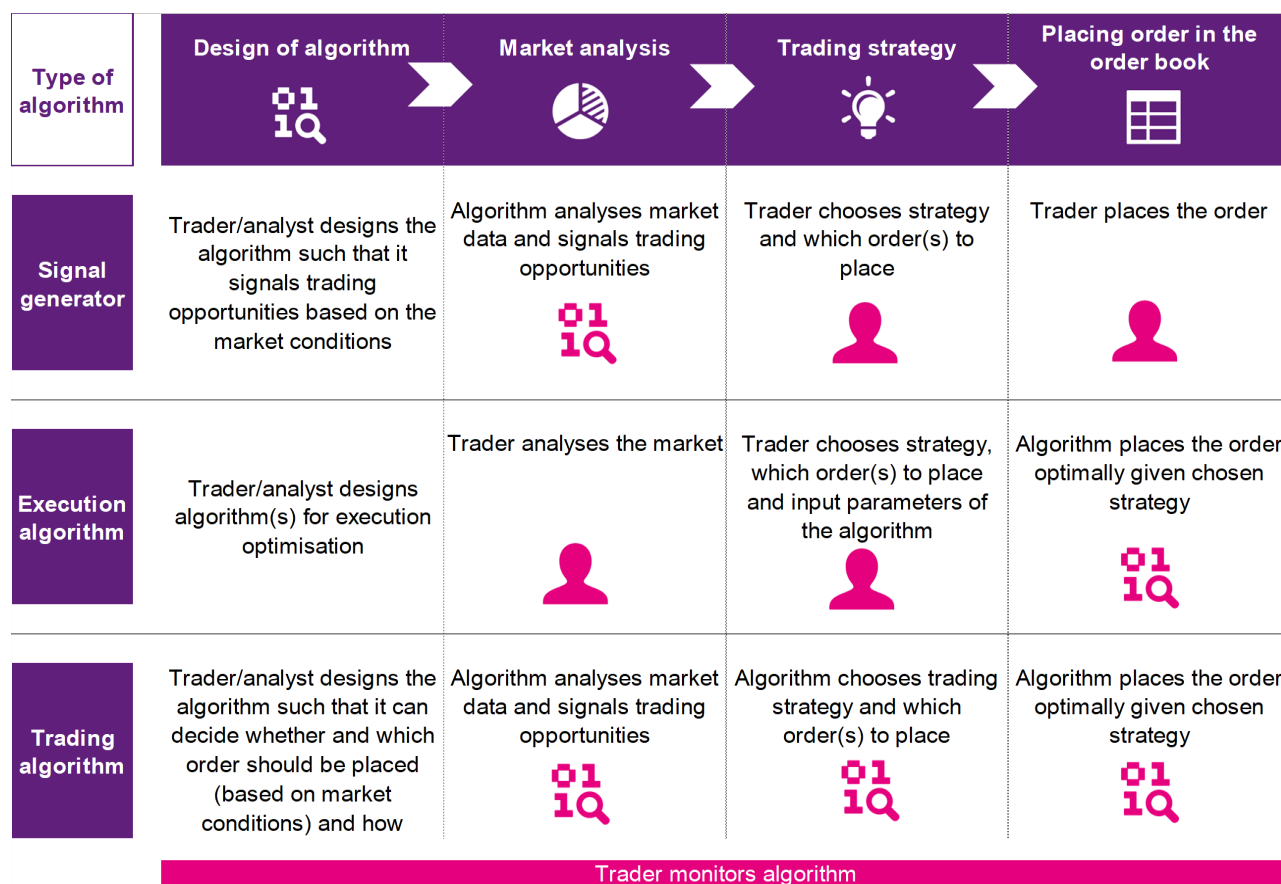 Type of
algorithm
Design of algorithm
Market analysis
Trading strategy
Placing order in the
order book
Signal
generator
Trader/analyst designs the
algorithm such that it
signals trading
opportunities based on the
market conditions
Algorithm analyses market
data and signals trading
opportunities
Trader chooses strategy
and which order(s) to
place
Trader places the order
Execution
algorithm
Trader/analyst designs
algorithm(s) for execution
optimisation
Trader analyses the market
Trader chooses strategy,
which order(s) to place
and input parameters of
the algorithm
Algorithm places the order
optimally given chosen
strategy
Trading
algorithm
Trader/analyst designs the
algorithm such that it can
decide whether and which
order should be placed
(based on market
conditions) and how
Algorithm analyses market
data and signals trading
opportunities
Algorithm chooses trading
strategy and which
order(s) to place
Algorithm places the order
optimally given chosen
strategy
Trader monitors algorithm